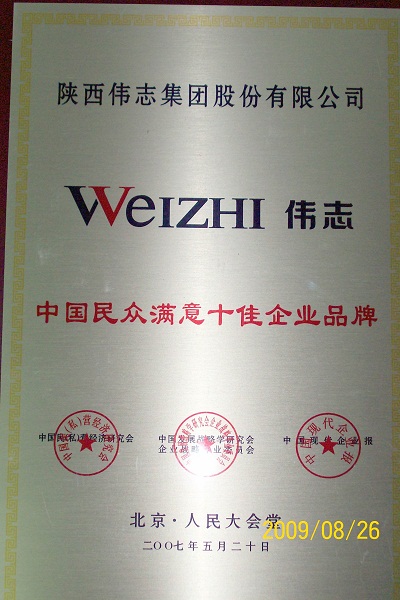 陕西伟志集团股份有限公司
WeIZHI 伟志
中国民众满意十佳企业品牌
中国民(私)营经济研究会
中国发展战略学研究会
企业战略专业委员会
中国现代企业报
北京·人民大会堂
二〇〇七年五月二十日
2009/08/26